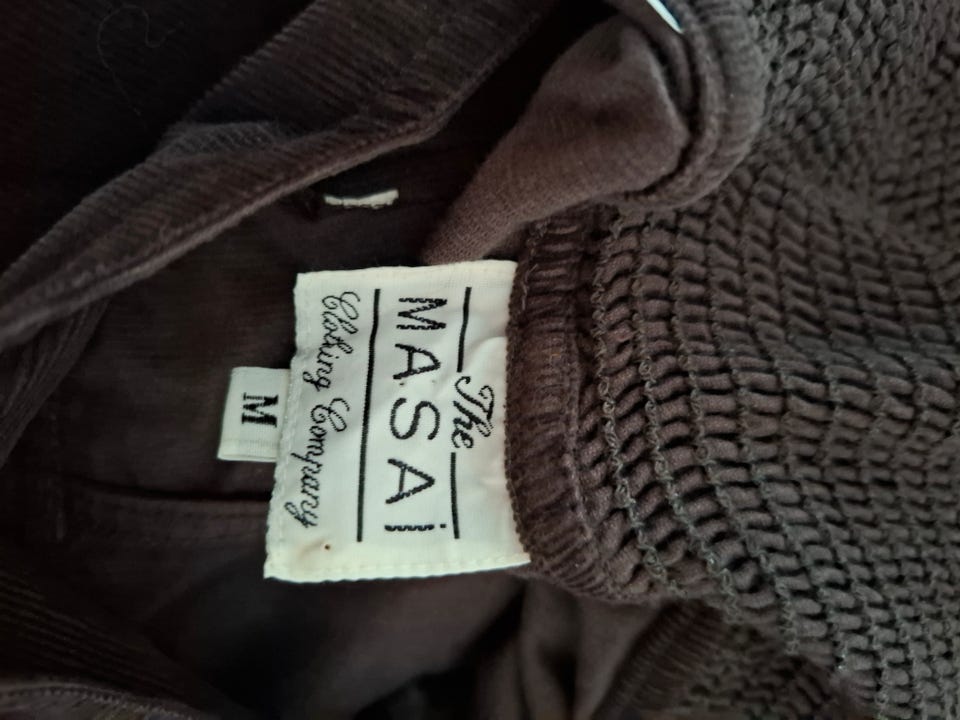 The
MASAi
Clothing Company
M